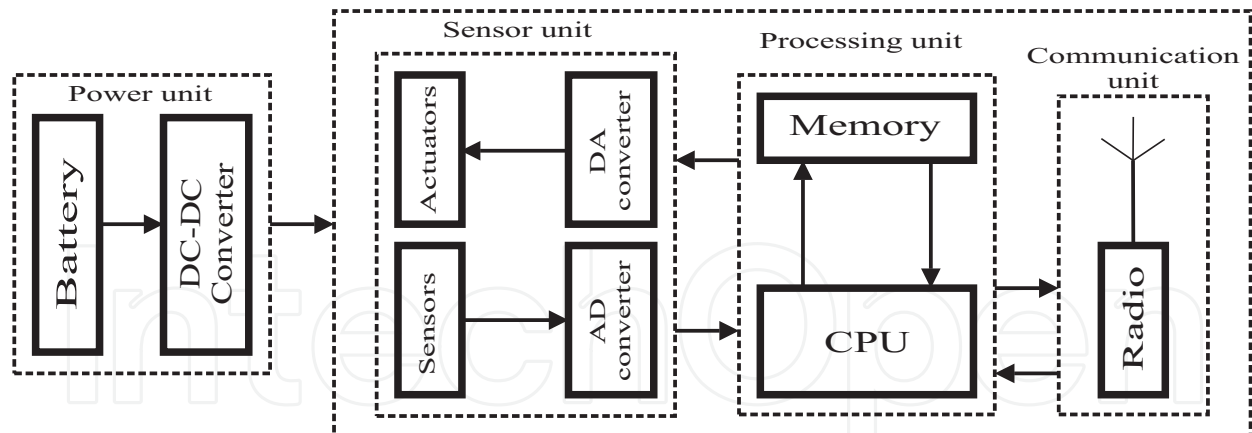 Power unit
Battery
DC-DC
Converter
Sensor unit
Actuators
DA
converter
Sensors
AD
converter
Processing unit
Memory
CPU
Communication
unit
Radio
IntechOpen